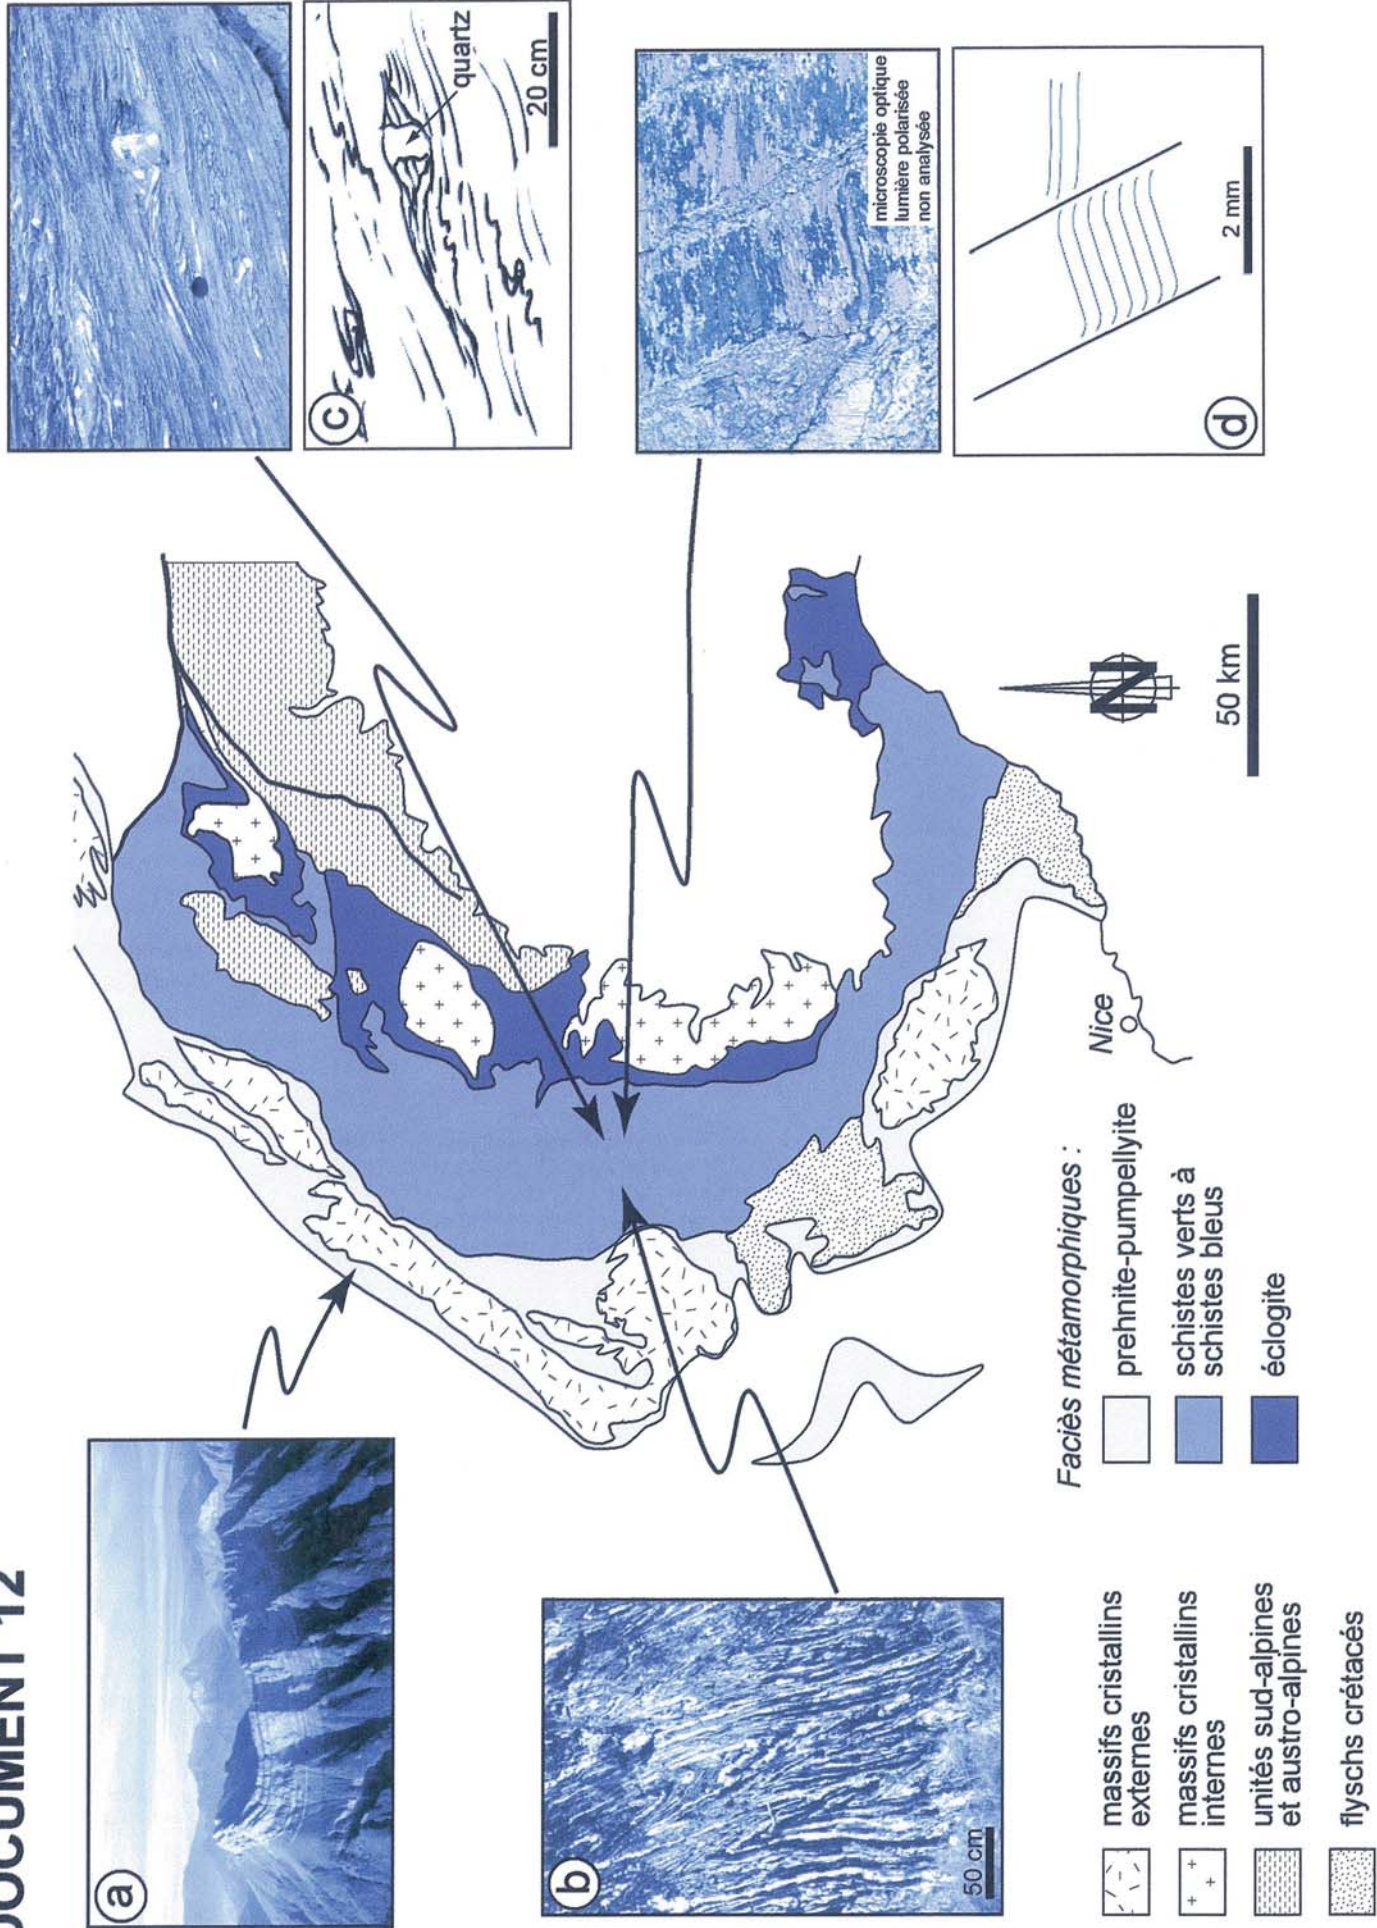 DOCUMENT 12
a
b
50 cm
c
quartz
20 cm
microscopie optique
lumière polarisée
non analysée
d
2 mm
N
50 km
Nice
Faciès métamorphiques :
prehnite-pumpellyite
schistes verts à
schistes bleus
éclogite
massifs cristallins
externes
massifs cristallins
internes
unités sud-alpines
et austro-alpines
flyschs crétacés